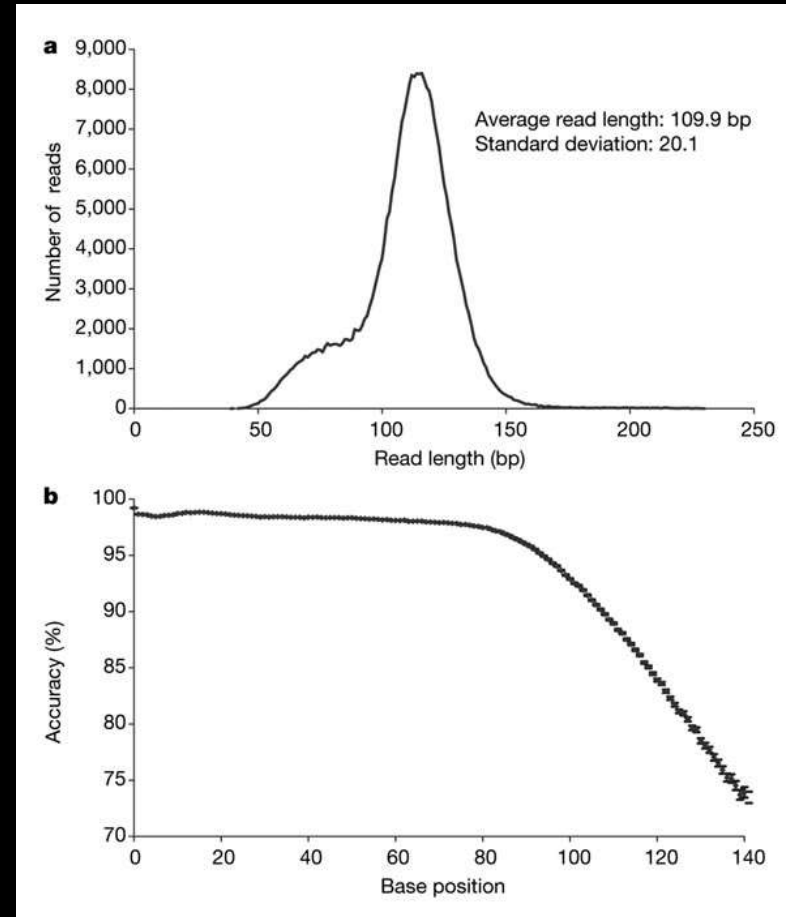 a
9,000
8,000
7,000
6,000
5,000
4,000
3,000
2,000
1,000
0
Number of reads
Average read length: 109.9 bp
Standard deviation: 20.1
0 50 100 150 200 250
Read length (bp)
b
100
95
90
85
80
75
70
Accuracy (%)
0 20 40 60 80 100 120 140
Base position